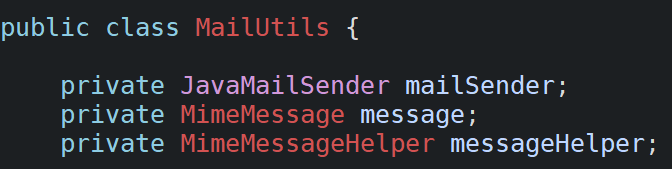 public class MailUtils {
private JavaMailSender mailSender;
private MimeMessage message;
private MimeMessageHelper messageHelper;